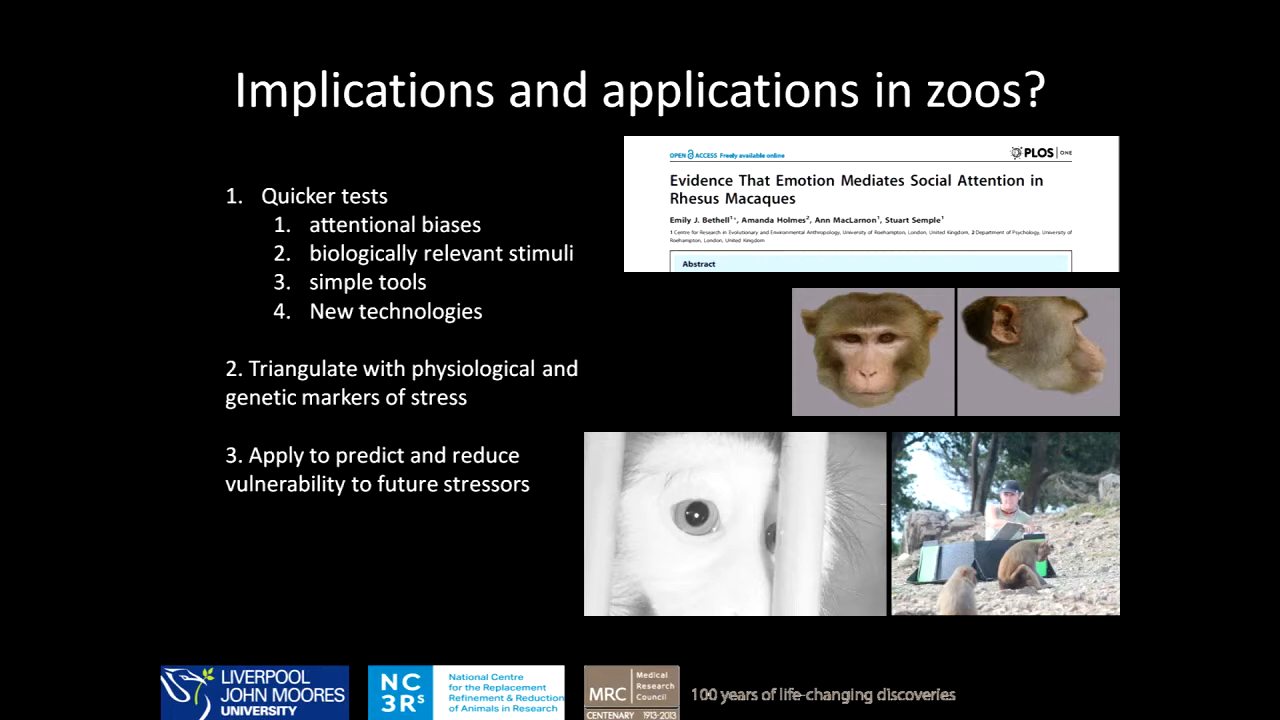 Implications and applications in zoos?
1. Quicker tests
1. attentional biases
2. biologically relevant stimuli
3. simple tools
4. New technologies
2. Triangulate with physiological and
genetic markers of stress
3. Apply to predict and reduce
vulnerability to future stressors
OPEN ACCESS Freely available online
PLOS ONE
Evidence That Emotion Mediates Social Attention in
Rhesus Macaques
Emily J. Bethell1*, Amanda Holmes2, Ann MacLarnon1, Stuart Semple1
1 Centre for Research in Evolutionary and Environmental Anthropology, University of Roehampton, London, United Kingdom, 2 Department of Psychology, University of
Roehampton, London, United Kingdom
Abstract
LIVERPOOL
JOHN MOORES
UNIVERSITY
NC
3Rs
National Centre
for the Replacement
Refinement & Reduction
of Animals in Research
MRC
Medical
Research
Council
CENTENARY 1913-2013
100 years of life-changing discoveries